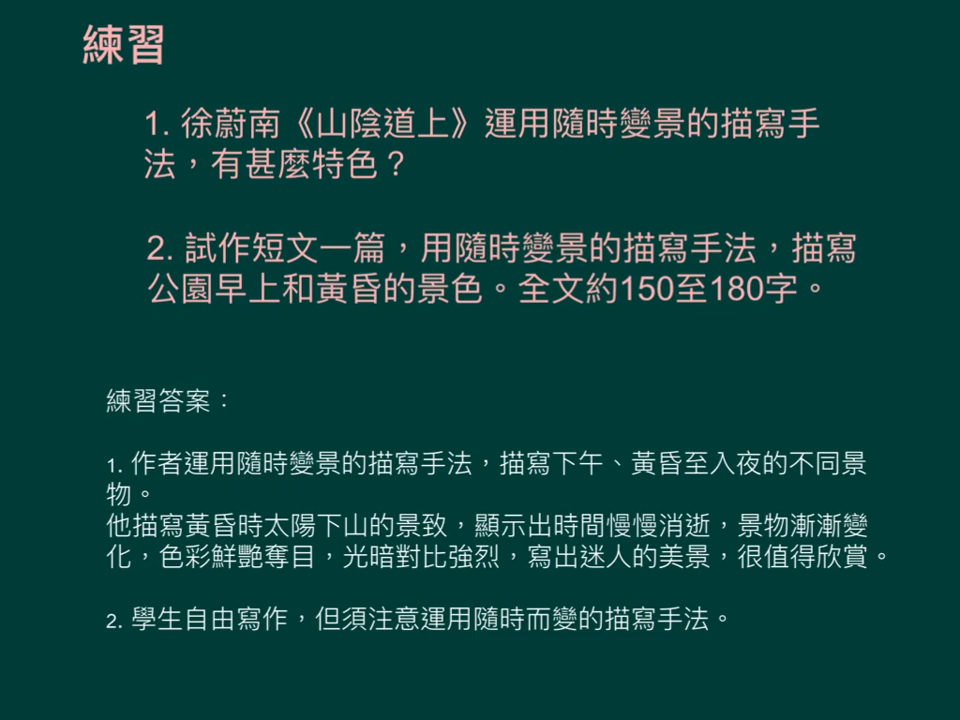 練習
1. 徐蔚南《山陰道上》運用隨時變景的描寫手
法，有甚麼特色？
2. 試作短文一篇，用隨時變景的描寫手法，描寫
公園早上和黃昏的景色。全文約150至180字。
練習答案：
1. 作者運用隨時變景的描寫手法，描寫下午、黃昏至入夜的不同景
物。
他描寫黃昏時太陽下山的景致，顯示出時間慢慢消逝，景物漸漸變
化，色彩鮮艷奪目，光暗對比強烈，寫出迷人的美景，很值得欣賞。
2. 學生自由寫作，但須注意運用隨時而變的描寫手法。